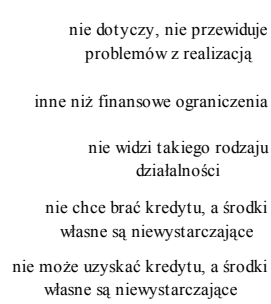 nie dotyczy, nie przewiduje
problemów z realizacją
inne niż finansowe ograniczenia
nie widzi takiego rodzaju
działalności
nie chce brać kredytu, a środki
własne są niewystarczające
nie może uzyskać kredytu, a środki
własne są niewystarczające